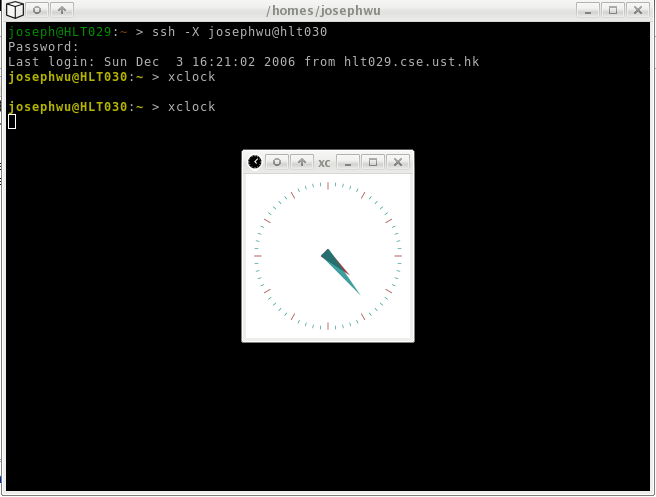 /homes/josephwu
joseph@HLT029:~ > ssh -X josephwu@hlt030
Password:
Last login: Sun Dec  3 16:21:02 2006 from hlt029.cse.ust.hk
josephwu@HLT030:~ > xclock
josephwu@HLT030:~ > xclock
xc